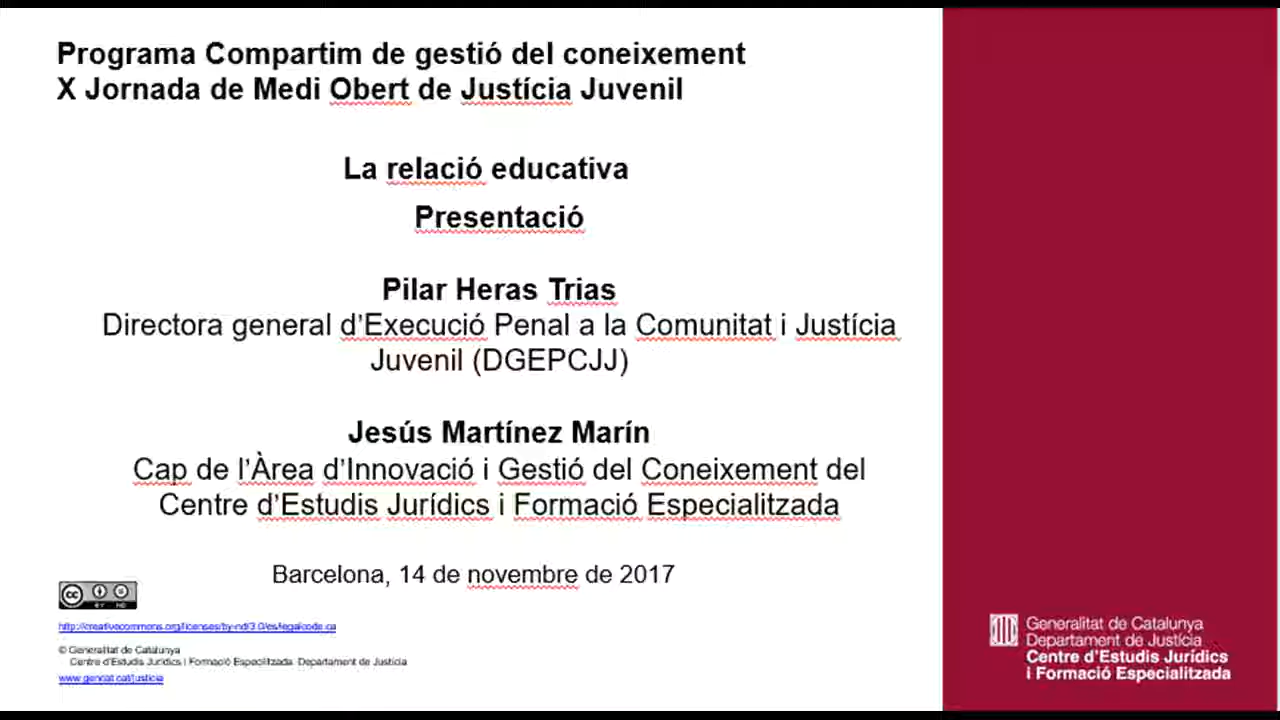 Programa Compartim de gestió del coneixement
X Jornada de Medi Obert de Justícia Juvenil
La relació educativa
Presentació
Pilar Heras Trias
Directora general d'Execució Penal a la Comunitat i Justícia
Juvenil (DGEPCJJ)
Jesús Martínez Marín
Cap de l'Àrea d'Innovació i Gestió del Coneixement del
Centre d'Estudis Jurídics i Formació Especialitzada
Barcelona, 14 de novembre de 2017
cc BY ND
http://creativecommons.org/licenses/by-nd/3.0/es/legalcode.ca
© Generalitat de Catalunya
Centre d'Estudis Jurídics i Formació Especilitzada. Departament de Justícia
www.gencat.cat/justicia
Generalitat de Catalunya
Departament de Justícia
Centre d'Estudis Jurídics
i Formació Especialitzada